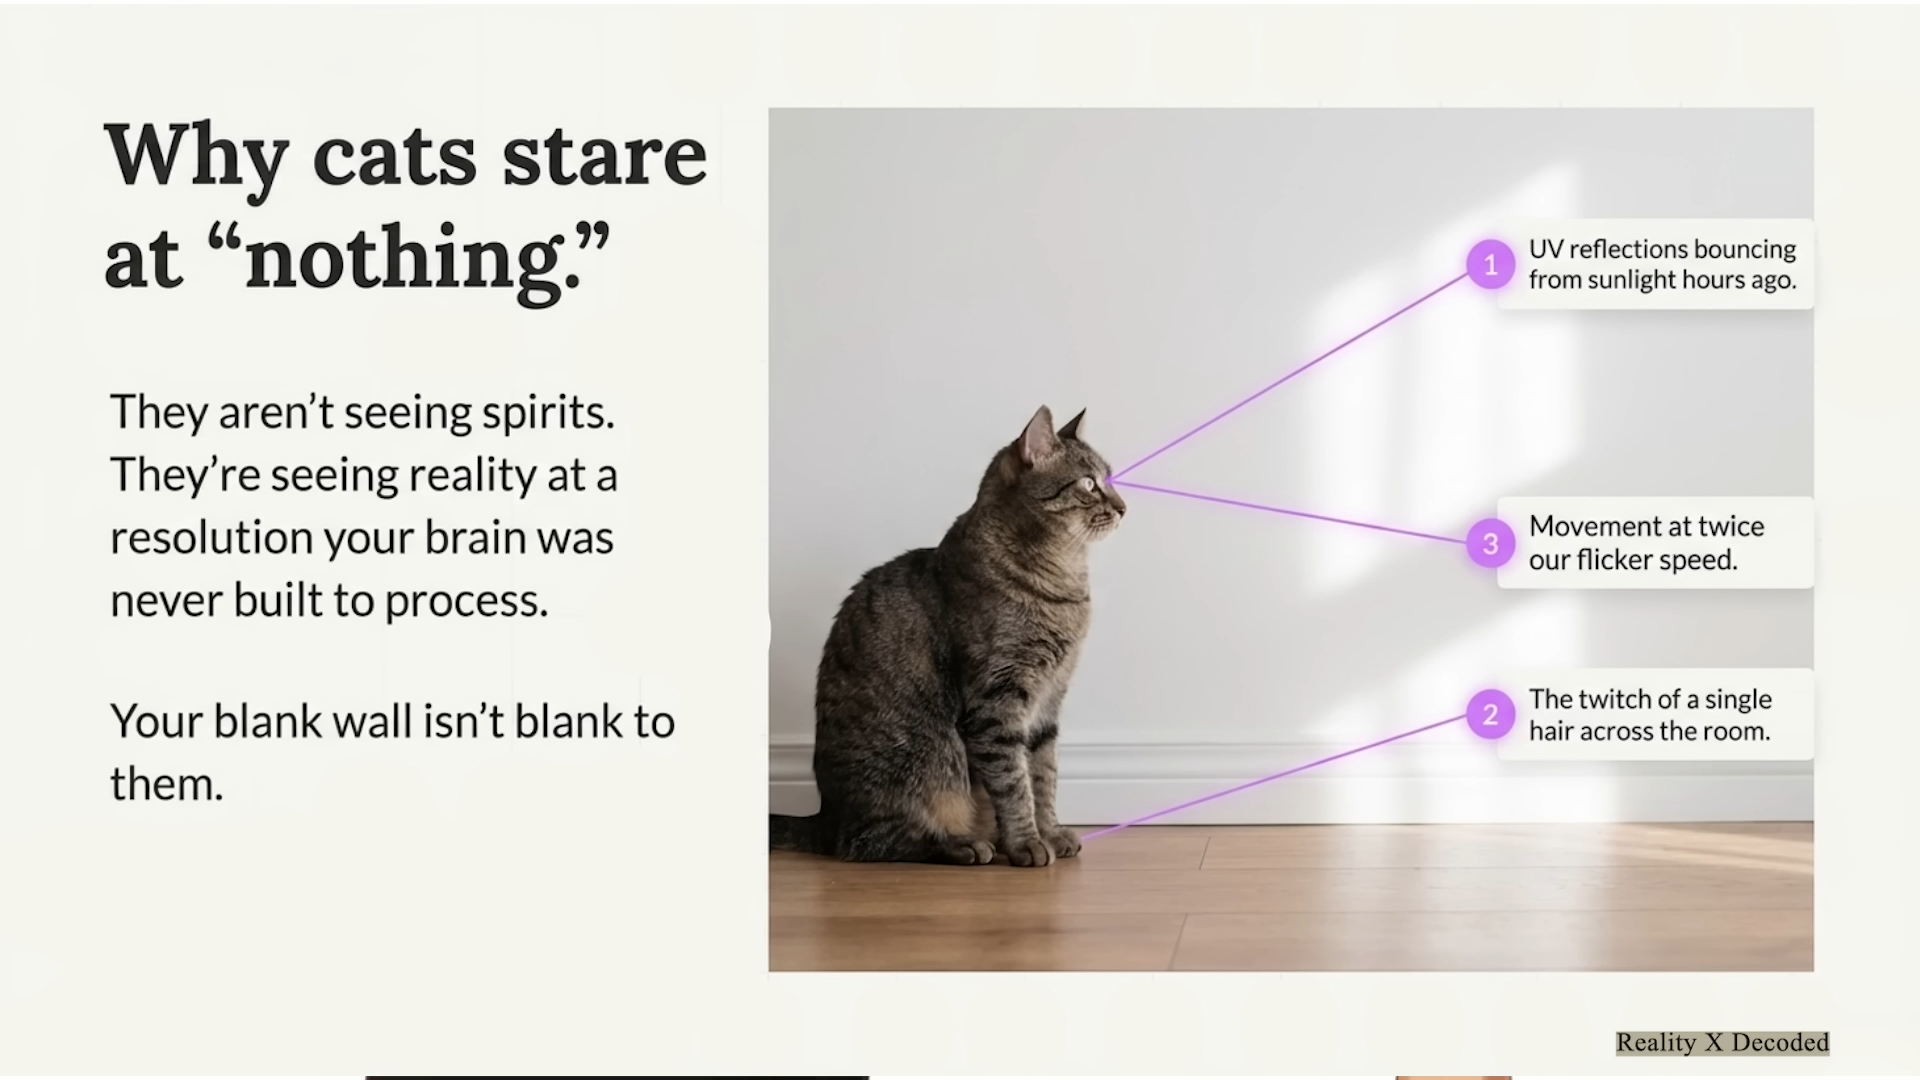 Why cats stare
at “nothing.”
They aren’t seeing spirits.
They’re seeing reality at a
resolution your brain was
never built to process.
Your blank wall isn’t blank to
them.
1
UV reflections bouncing
from sunlight hours ago.
3
Movement at twice
our flicker speed.
2
The twitch of a single
hair across the room.
Reality X Decoded